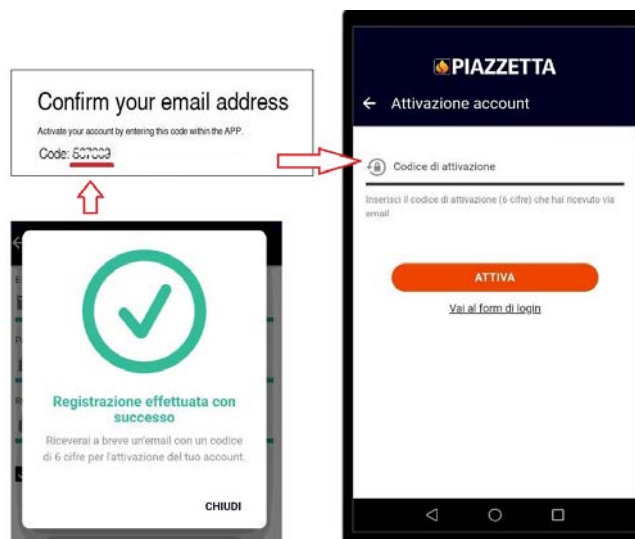 Confirm your email address
Activate your account by entering this code within the APP.
Code:
Registrazione effettuata con
successo
Riceverai a breve un'email con un codice
di 6 cifre per l'attivazione del tuo account.
CHIUDI
PIAZZETTA
Attivazione account
Codice di attivazione
Inserisci il codice di attivazione (6 cifre) che hai ricevuto via
email
ATTIVA
Vai al form di login